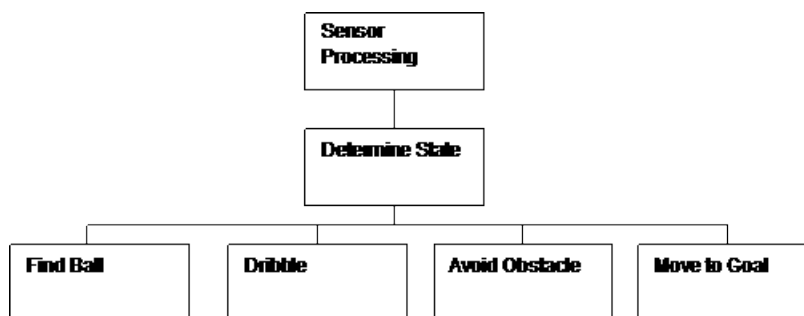 Sensor
Processing
Determine State
Find Ball
Dribble
Avoid Obstacle
Move to Goal